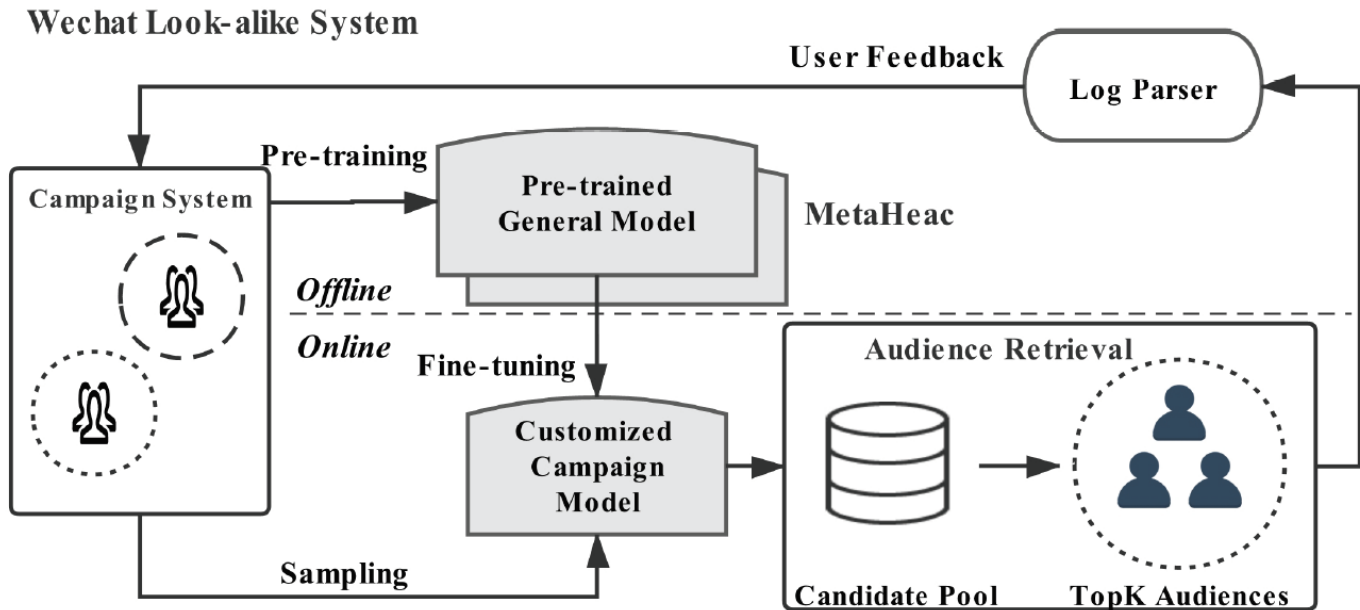 Wechat Look-alike System
User Feedback
Log Parser
Pre-training
Campaign System
Pre-trained
General Model
MetaHeac
Offline
Online
Fine-tuning
Audience Retrieval
Customized
Campaign
Model
Sampling
Candidate Pool
TopK Audiences